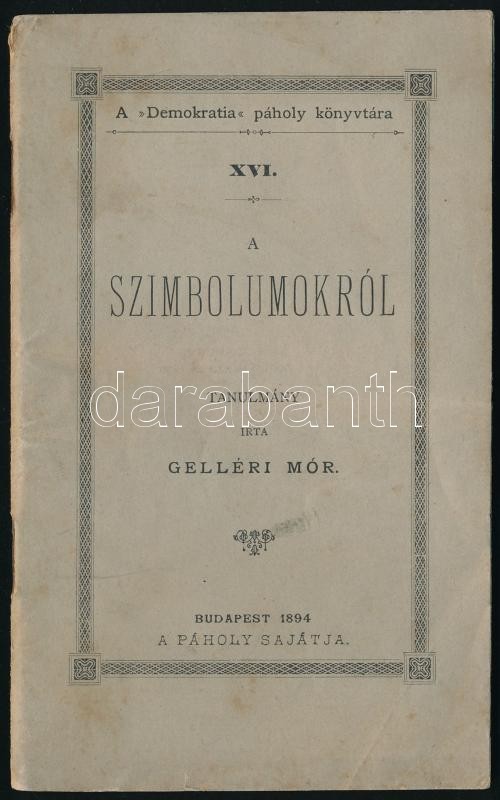 A »Demokratia« páholy könyvtára
XVI.
A
SZIMBOLUMOKRÓL
TANULMÁNY
darabanth
IRTA
GELLÉRI MÓR.
BUDAPEST 1894
A PÁHOLY SAJÁTJA.